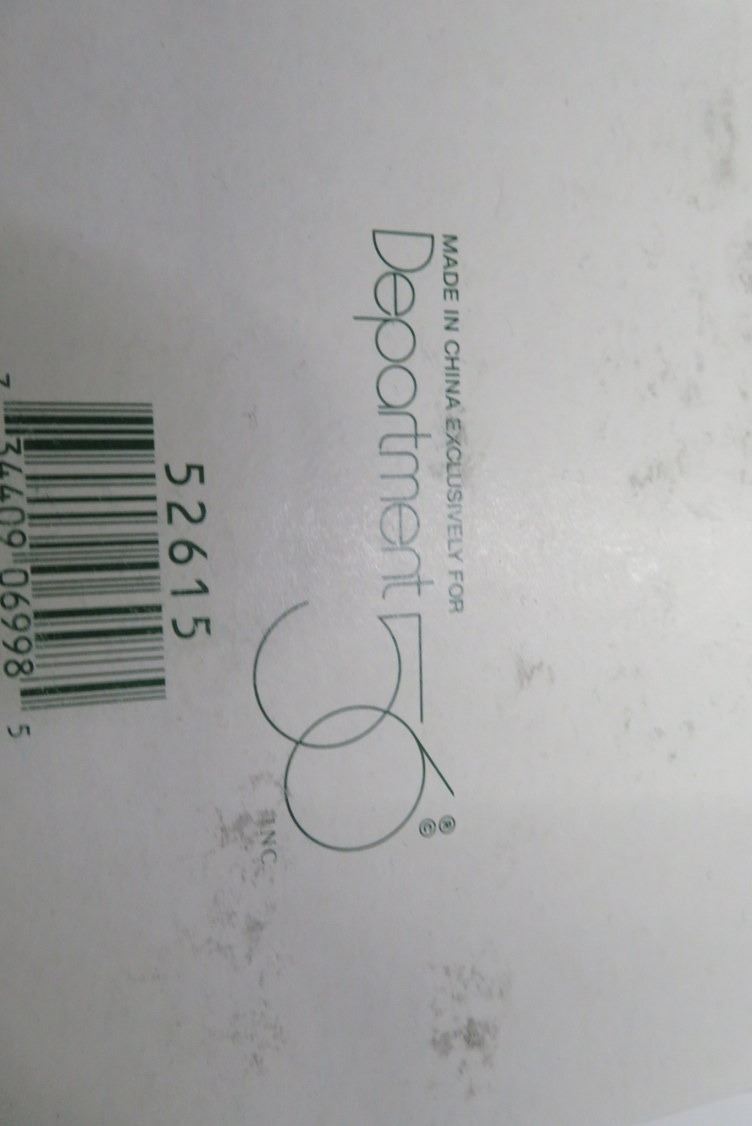 MADE IN CHINA EXCLUSIVELY FOR
Department 56 ® ©
INC.
52615
7 34409 06998 5